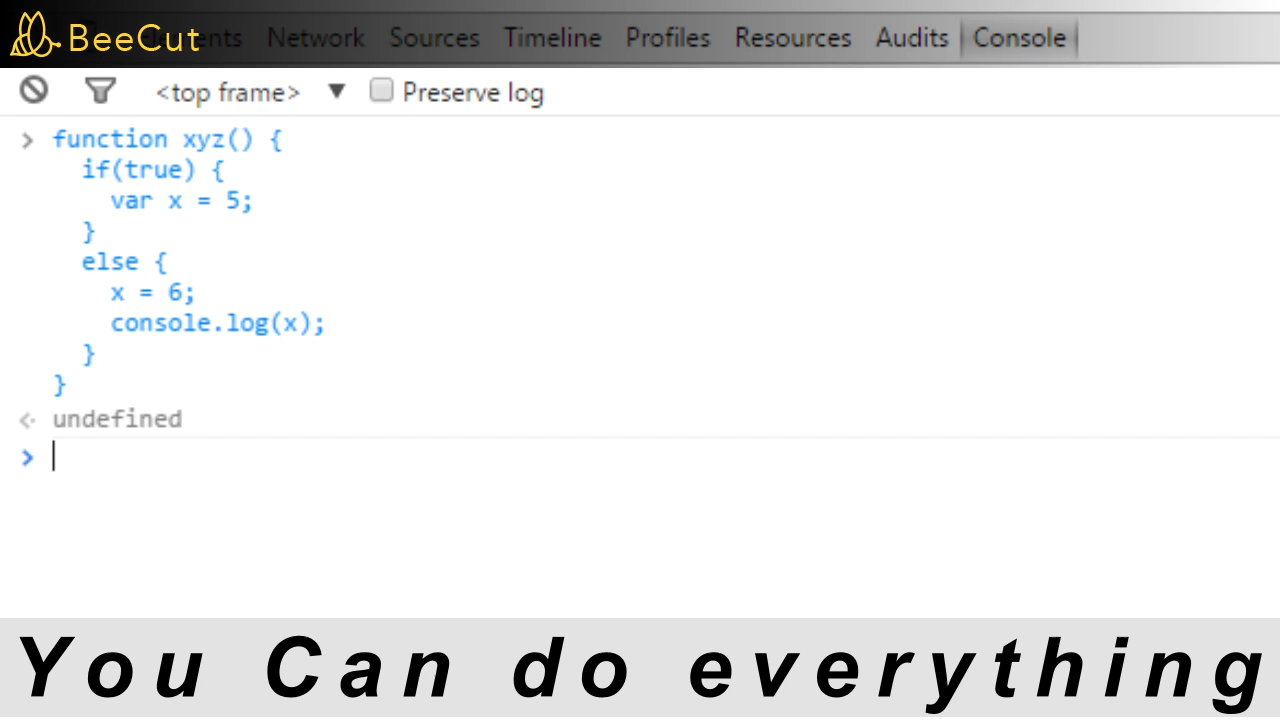 BeeCut
Elements Network Sources Timeline Profiles Resources Audits Console
<top frame> ▼ Preserve log
> function xyz() {
if(true) {
var x = 5;
}
else {
x = 6;
console.log(x);
}
}
undefined
>
You Can do everything